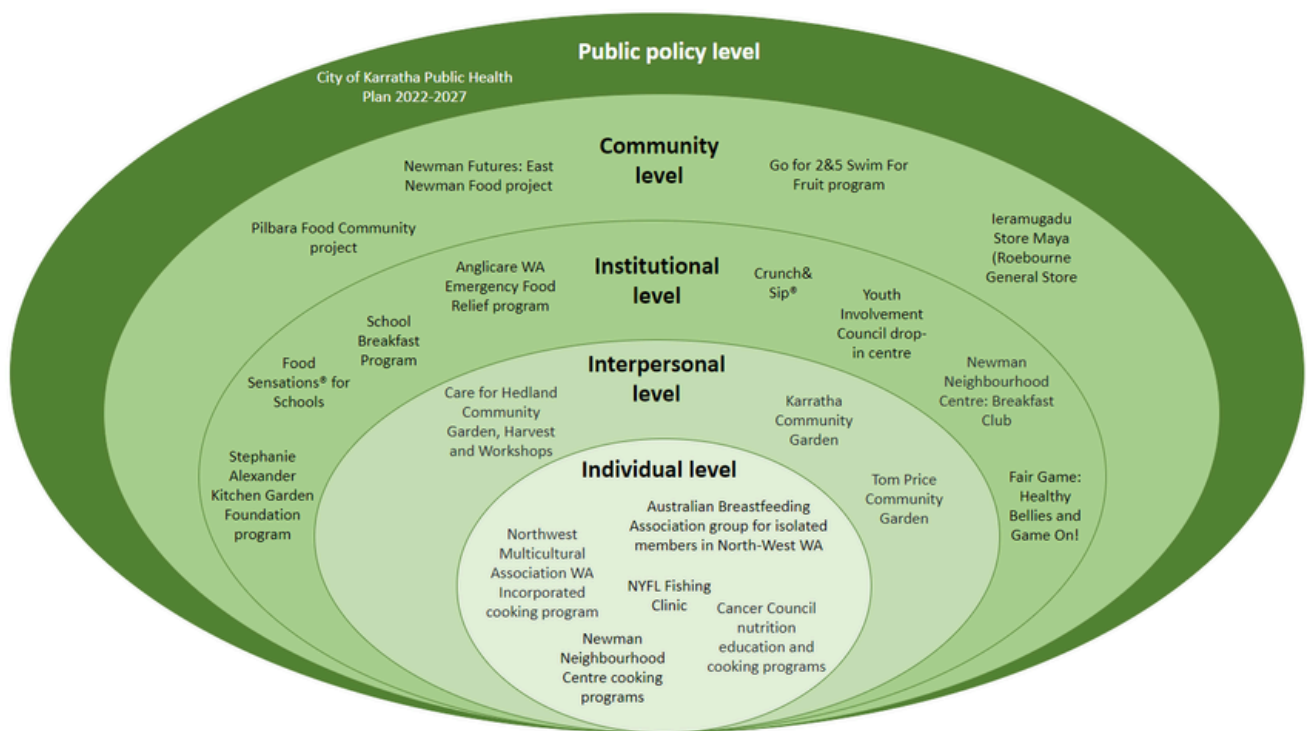 Public policy level
City of Karratha Public Health
Plan 2022-2027
Community
level
Newman Futures: East
Newman Food project
Go for 2&5 Swim For
Fruit program
Pilbara Food Community
project
Ieramugadu
Store Maya
(Roebourne
General Store
Institutional
level
Anglicare WA
Emergency Food
Relief program
Crunch&
Sip®
School
Breakfast
Program
Youth
Involvement
Council drop-
in centre
Food
Sensations® for
Schools
Newman
Neighbourhood
Centre: Breakfast
Club
Stephanie
Alexander
Kitchen Garden
Foundation
program
Fair Game:
Healthy
Bellies and
Game On!
Interpersonal
level
Care for Hedland
Community
Garden, Harvest
and Workshops
Karratha
Community
Garden
Tom Price
Community
Garden
Individual level
Australian Breastfeeding
Association group for isolated
members in North-West WA
Northwest
Multicultural
Association WA
Incorporated
cooking program
NYFL Fishing
Clinic
Cancer Council
nutrition
education and
cooking programs
Newman
Neighbourhood
Centre cooking
programs